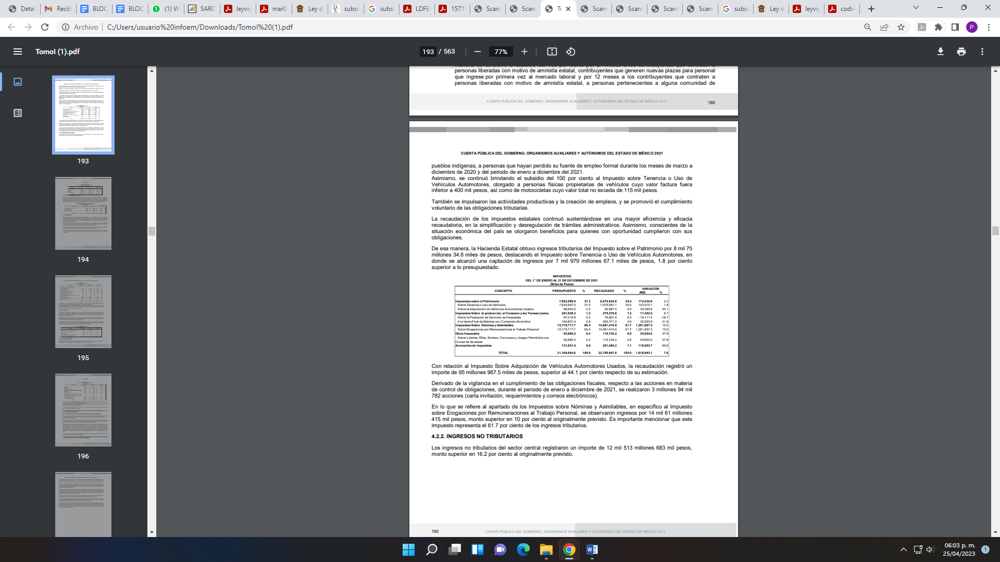 Detal
Recib
BLOC
BLOC
(1) W
SARC
leyvig
mar0
Ley d
subsi
subsi
LDFE
1571
Scan
Scan
To
Scan
Scan
Scan
Scan
subsi
Ley d
leyvig
codv
Archivo
C:/Users/usuario%20infoem/Downloads/TomoI%20(1).pdf
P
TomoI (1).pdf
193 / 563
77%
193
194
195
196
personas liberadas con motivo de amnistía estatal, contribuyentes que generen nuevas plazas para personal
que ingrese por primera vez al mercado laboral y por 12 meses a los contribuyentes que contraten a
personas liberadas con motivo de amnistía estatal, a personas pertenecientes a alguna comunidad de
CUENTA PÚBLICA DEL GOBIERNO, ORGANISMOS AUXILIARES Y AUTÓNOMOS DEL ESTADO DE MÉXICO 2021
189
CUENTA PÚBLICA DEL GOBIERNO, ORGANISMOS AUXILIARES Y AUTÓNOMOS DEL ESTADO DE MÉXICO 2021
pueblos indígenas, a personas que hayan perdido su fuente de empleo formal durante los meses de marzo a
diciembre de 2020 y del periodo de enero a diciembre del 2021.
Asimismo, se continuó brindando el subsidio del 100 por ciento al Impuesto sobre Tenencia o Uso de
Vehículos Automotores, otorgado a personas físicas propietarias de vehículos cuyo valor factura fuera
inferior a 400 mil pesos, así como de motocicletas cuyo valor total no exceda de 115 mil pesos.
También se impulsaron las actividades productivas y la creación de empleos, y se promovió el cumplimiento
voluntario de las obligaciones tributarias.
La recaudación de los impuestos estatales continuó sustentándose en una mayor eficiencia y eficacia
recaudatoria, en la simplificación y desregulación de trámites administrativos. Asimismo, conscientes de la
situación económica del país se otorgaron beneficios para quienes con oportunidad cumplieron con sus
obligaciones.
De esa manera, la Hacienda Estatal obtuvo ingresos tributarios del Impuesto sobre el Patrimonio por 8 mil 75
millones 34.6 miles de pesos, destacando el Impuesto sobre Tenencia o Uso de Vehículos Automotores, en
donde se alcanzó una captación de ingresos por 7 mil 979 millones 67.1 miles de pesos, 1.8 por ciento
superior a lo presupuestado.
IMPUESTOS
DEL 1° DE ENERO AL 31 DE DICIEMBRE DE 2021
(Miles de Pesos)
CONCEPTO PRESUPUESTO % RECAUDADO % VARIACIÓN
ABS. %
Impuestos sobre el Patrimonio 7,902,599.0 37.3 8,075,034.6 35.4 172,435.6 2.2
Sobre Tenencia o Uso de Vehículos 7,835,997.0 37.0 7,979,067.1 35.0 143,070.1 1.8
Sobre la Adquisición de Vehículos Automotores Usados 66,602.0 0.3 95,967.5 0.4 29,365.6 44.1
Impuestos Sobre la producción, el Consumo y las Transacciones 261,826.2 1.2 279,278.6 1.2 17,452.5 6.7
Sobre la Prestación de Servicios de Hospedaje 97,018.8 0.5 78,907.4 0.3 -18,111.4 -18.7
A la Venta Final de Bebidas con Contenido Alcohólico 164,807.4 0.8 200,371.2 0.9 35,563.9 21.6
Impuestos Sobre Nóminas y Asimilables 12,779,717.7 60.4 14,061,415.0 61.7 1,281,697.3 10.0
Sobre Erogaciones por Remuneraciones al Trabajo Personal 12,779,717.7 60.4 14,061,415.0 61.7 1,281,697.3 10.0
Otros Impuestos 92,880.2 0.4 118,734.2 0.5 25,854.0 27.8
Sobre Loterías, Rifas, Sorteos, Concursos y Juegos Permitidos con
Cruces de Apuestas 92,880.2 0.4 118,734.2 0.5 25,854.0 27.8
Accesorios de Impuestos 131,931.5 0.6 251,485.2 1.1 119,553.7 90.6
TOTAL 21,168,954.6 100.0 22,785,947.6 100.0 1,616,993.1 7.6
Con relación al Impuesto Sobre Adquisición de Vehículos Automotores Usados, la recaudación registró un
importe de 95 millones 967.5 miles de pesos, superior al 44.1 por ciento respecto de su estimación.
Derivado de la vigilancia en el cumplimiento de las obligaciones fiscales, respecto a las acciones en materia
de control de obligaciones, durante el periodo de enero a diciembre de 2021, se realizaron 3 millones 94 mil
782 acciones (carta invitación, requerimientos y correos electrónicos).
En lo que se refiere al apartado de los Impuestos sobre Nóminas y Asimilables, en específico al Impuesto
sobre Erogaciones por Remuneraciones al Trabajo Personal, se observaron ingresos por 14 mil 61 millones
415 mil pesos, monto superior en 10 por ciento al originalmente previsto. Es importante mencionar que este
impuesto representa el 61.7 por ciento de los ingresos tributarios.
4.2.2. INGRESOS NO TRIBUTARIOS
Los ingresos no tributarios del sector central registraron un importe de 12 mil 513 millones 683 mil pesos,
monto superior en 16.2 por ciento al originalmente previsto.
190
CUENTA PÚBLICA DEL GOBIERNO, ORGANISMOS AUXILIARES Y AUTÓNOMOS DEL ESTADO DE MÉXICO 2021
06:03 p. m.
25/04/2023
1